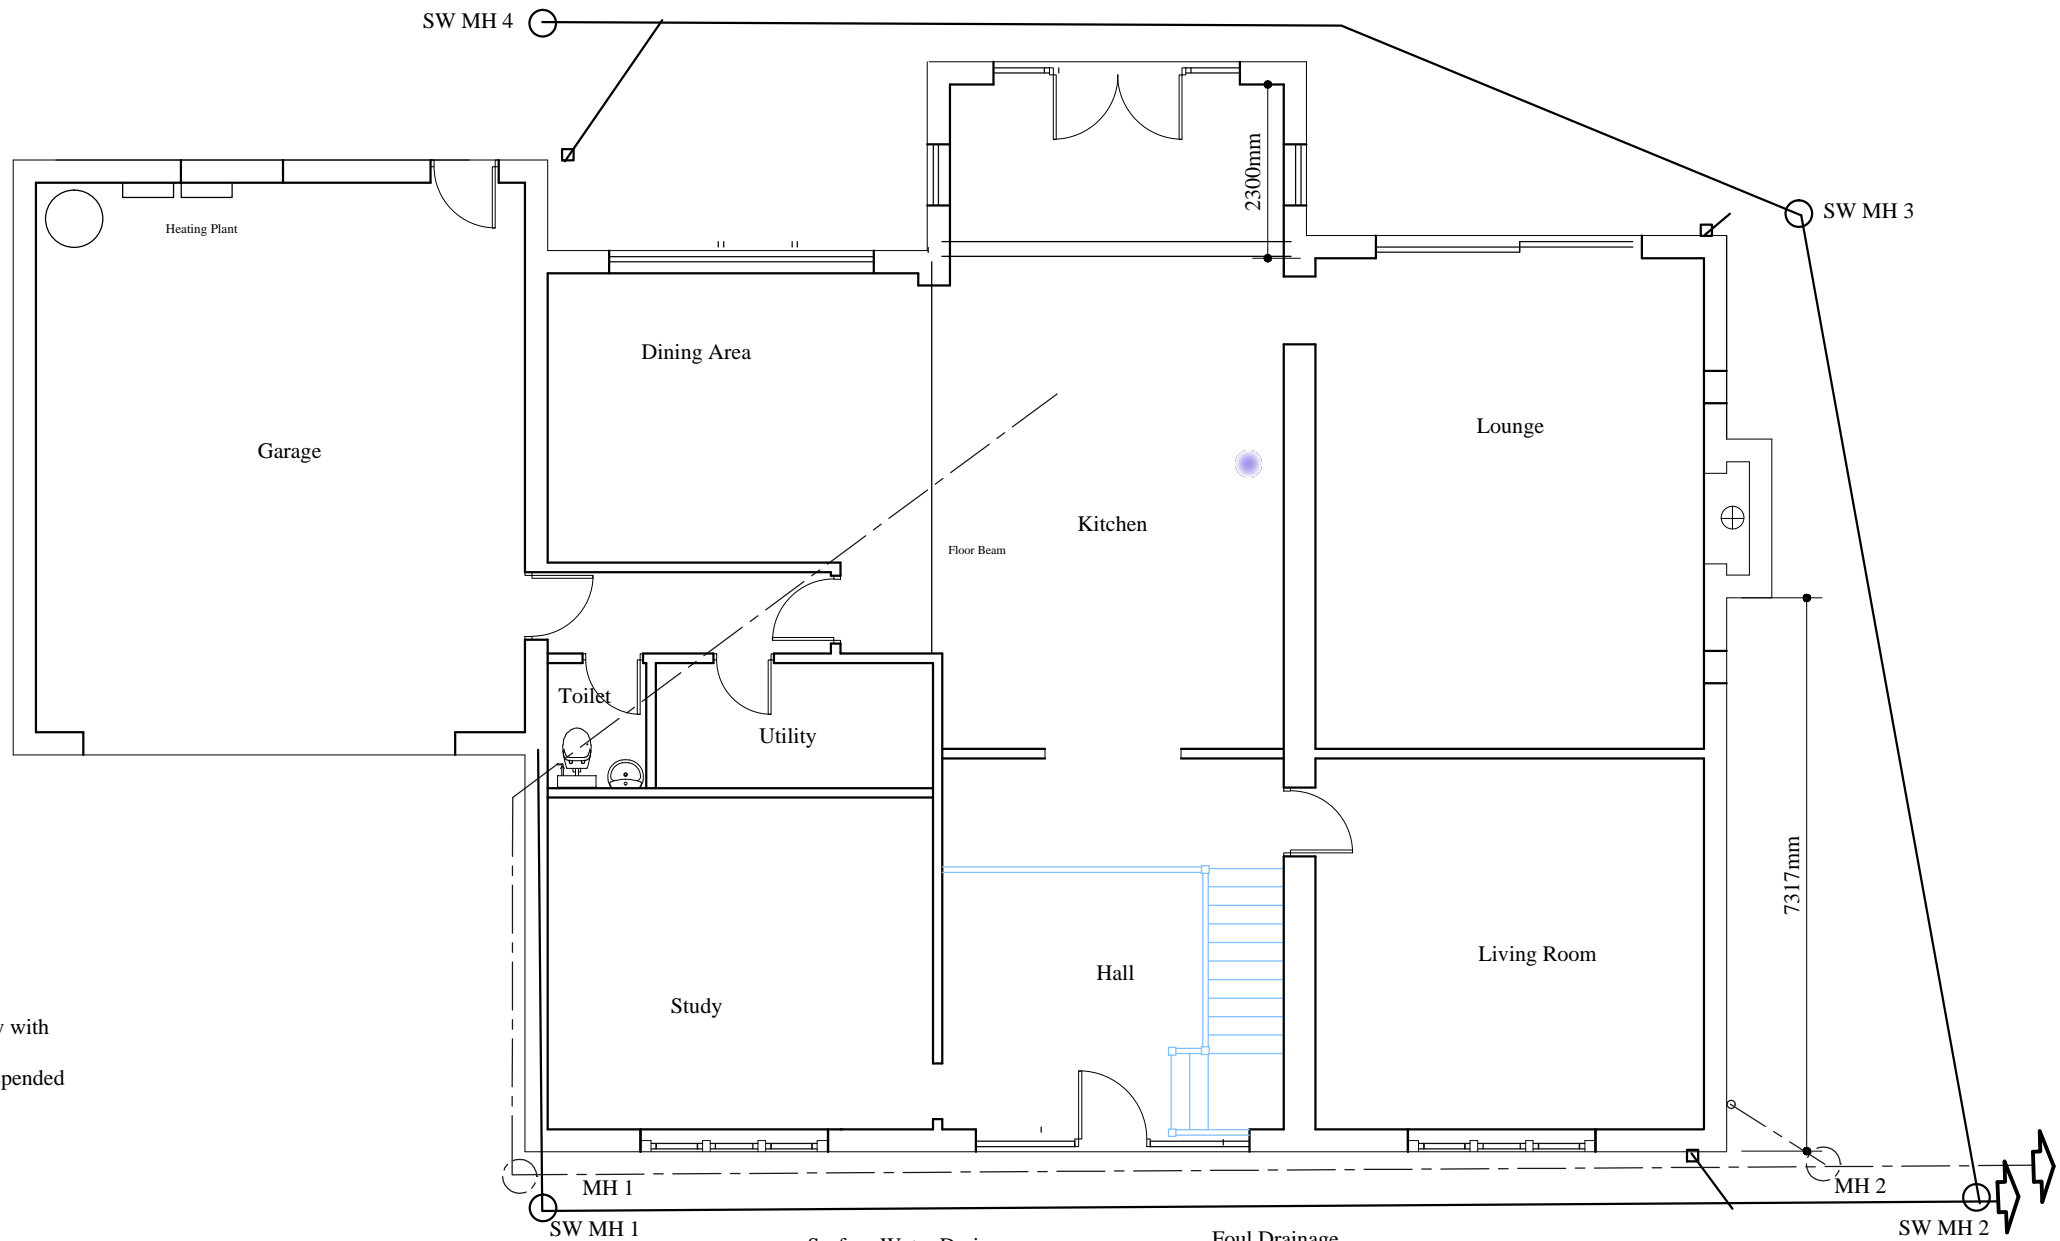 SW MH 4
2300mm
SW MH 3
Heating Plant
Dining Area
Lounge
Garage
Kitchen
Floor Beam
Toilet
Utility
7317mm
Living Room
Hall
Study
with
MH 1
MH 2
SW MH 1
SW MH 2
Foul Drainage